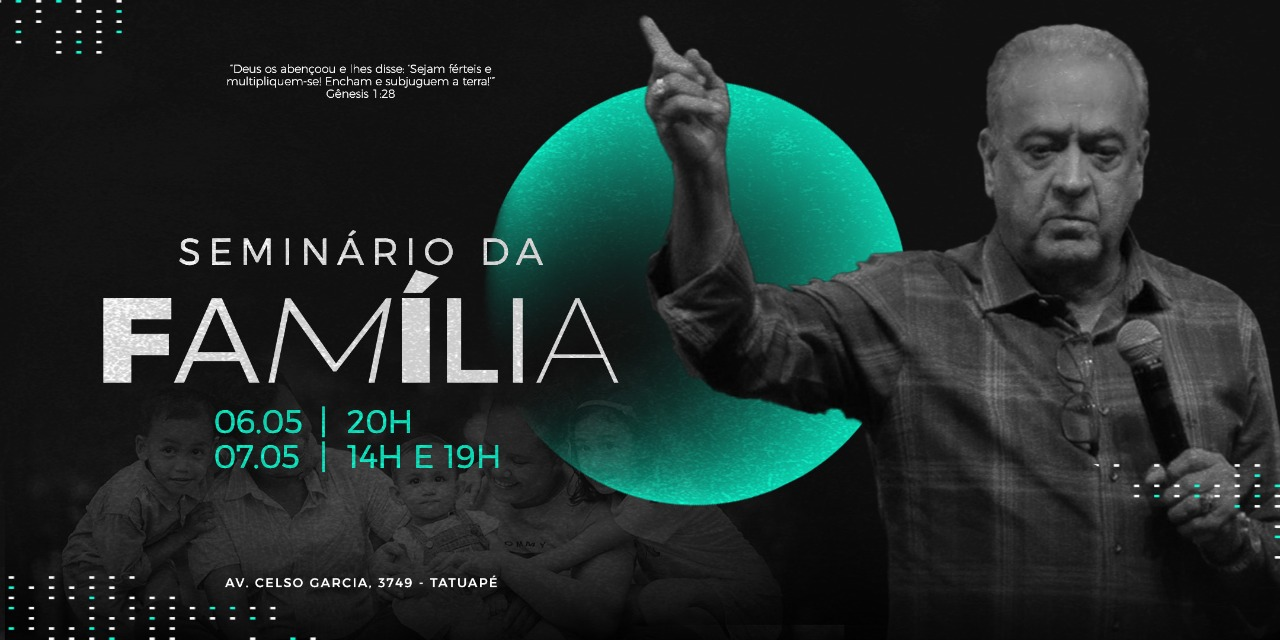 "Deus os abençoou e lhes disse: 'Sejam férteis e
multipliquem-se! Encham e subjuguem a terra!'"
Gênesis 1:28
SEMINÁRIO DA
FAMÍLIA
06.05 | 20H
07.05 | 14H E 19H
AV. CELSO GARCIA, 3749 - TATUAPÉ